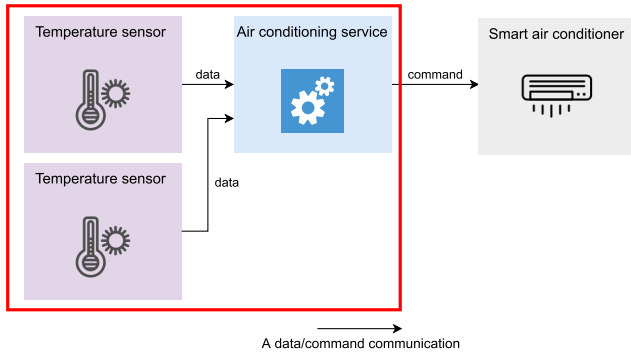 Temperature sensor
Air conditioning service
Smart air conditioner
data
command
Temperature sensor
data
A data/command communication